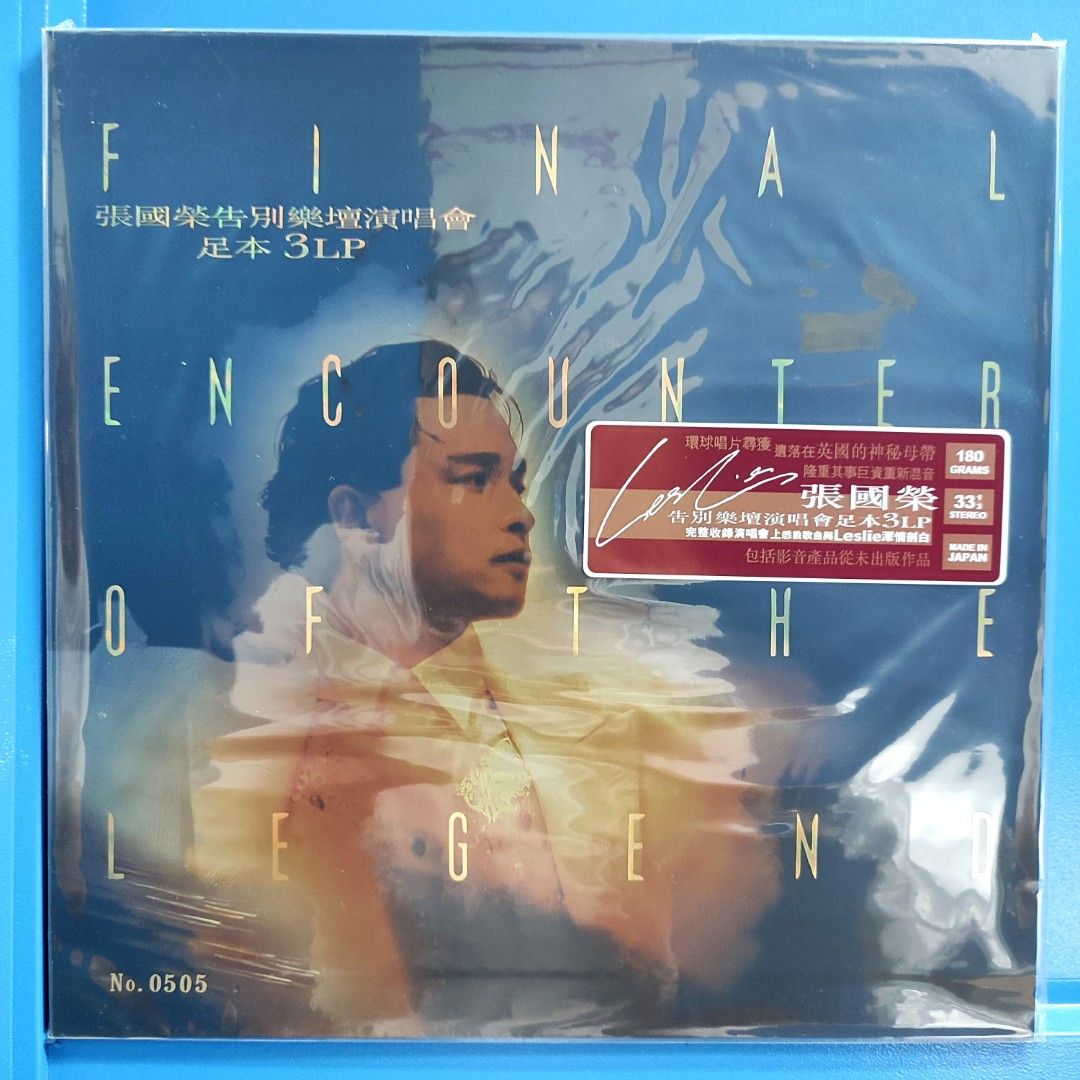 FINAL
張國榮告別樂壇演唱會
足本 3LP
ENCOUNTER
環球唱片尋獲 遺落在英國的神秘母帶
隆重其事巨資重新混音
Leslie
張國榮
告別樂壇演唱會足本3LP
完整收錄演唱會上悉數歌曲與Leslie深情剖白
包括影音產品從未出版作品
180
GRAMS
33⅓
STEREO
MADE IN
JAPAN
OF THE
LEGEND
No. 0505